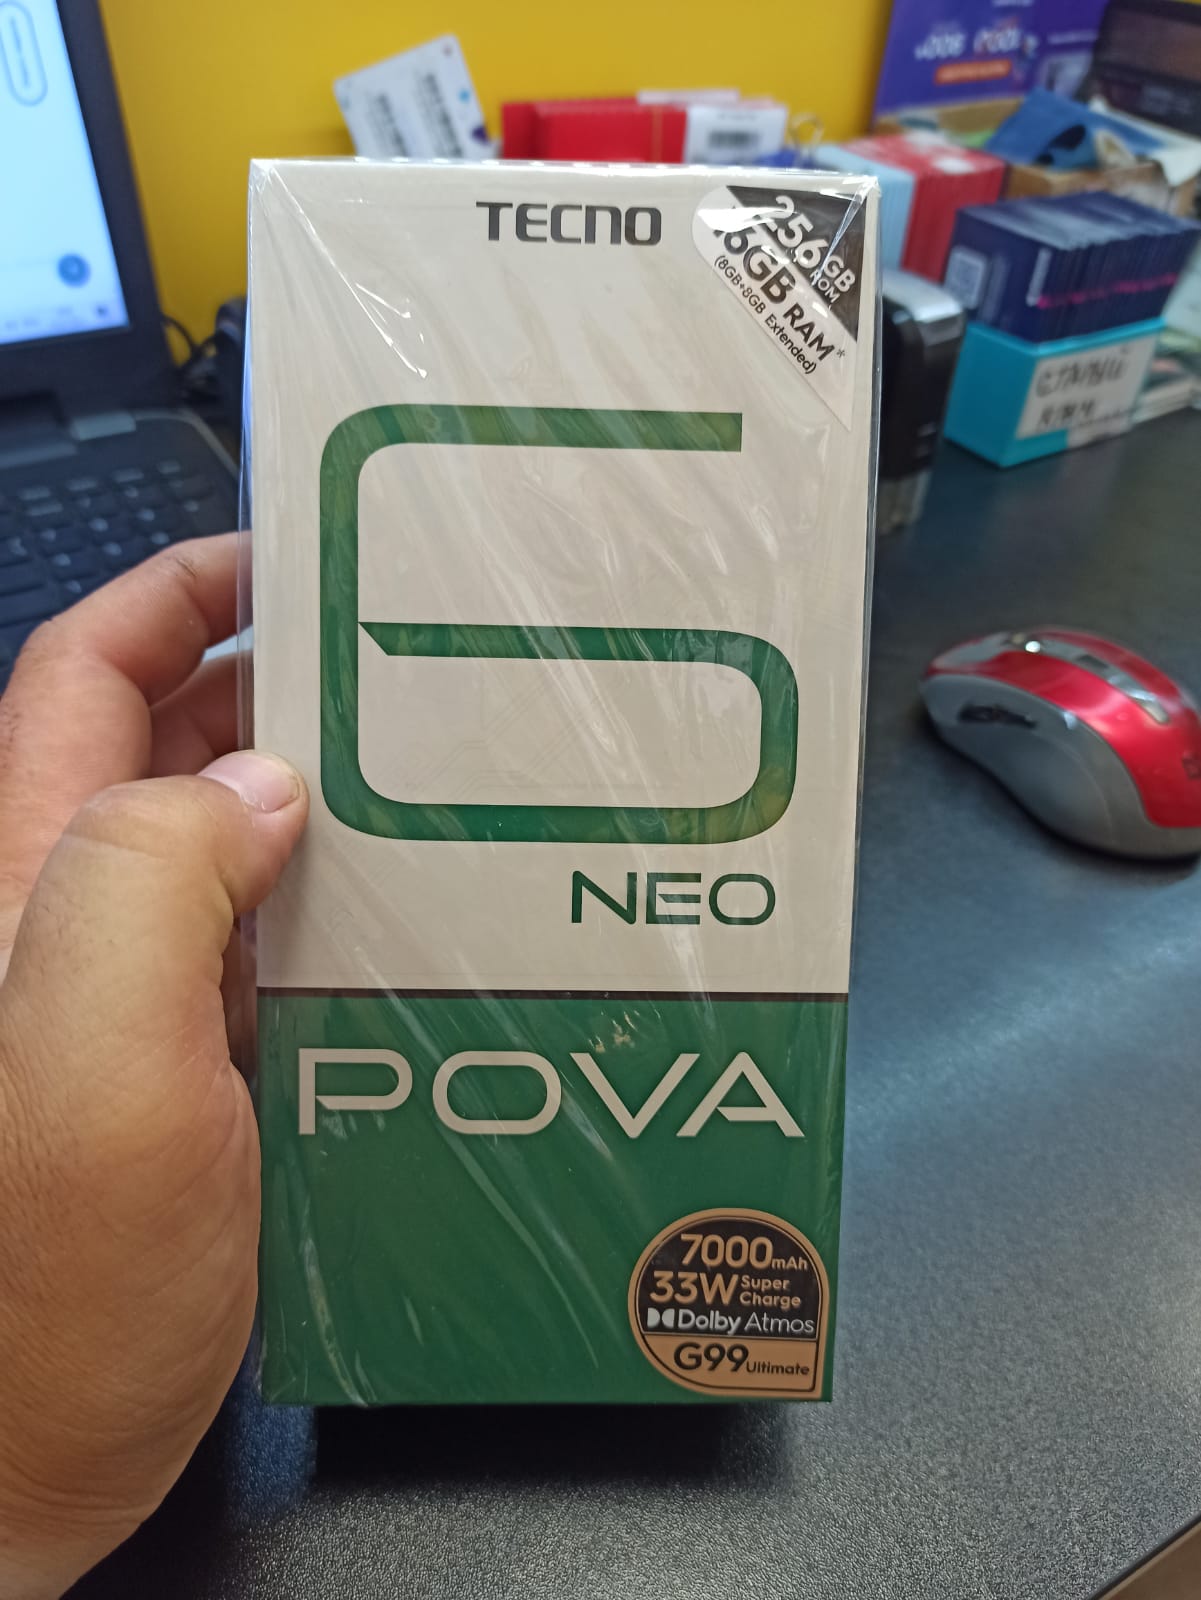 TECNO
256GB
ROM
16GB RAM*
(8GB+8GB Extended)
6
NEO
POVA
7000mAh
33W Super
Charge
Dolby Atmos
G99 Ultimate